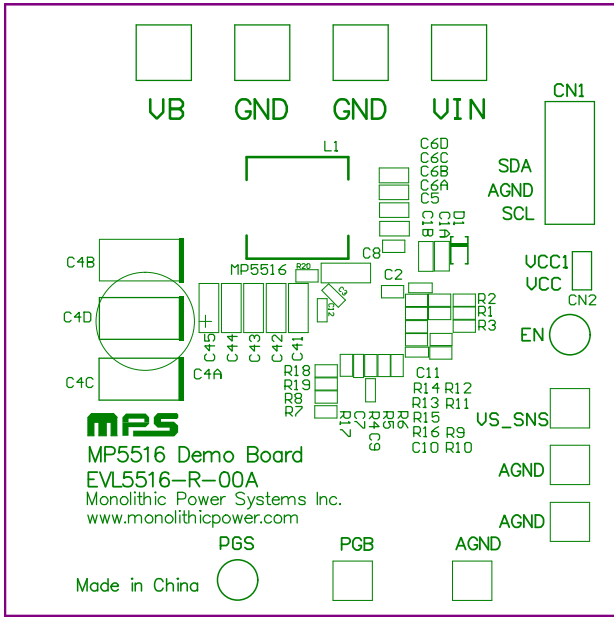 VB GND GND VIN
CN1
L1
C6D
C6C
C6B
C6A
C5
SDA
AGND
SCL
C1B C1A D1
C8
MP5516
R20
C4B
C2
C3
C12
VCC1
VCC
CN2
R2
R1
R3
C4D
EN
C45 C44 C43 C42 C41
C4A
C4C
R18
R19
R8
R7
C11
R14 R12
R13 R11
R15
R16 R9
C10 R10
R17 C7 R4 R5 R6
C9
VS_SNS
MPS
MP5516 Demo Board
EVL5516-R-00A
Monolithic Power Systems Inc.
www.monolithicpower.com
AGND
AGND
PGS PGB AGND
Made in China